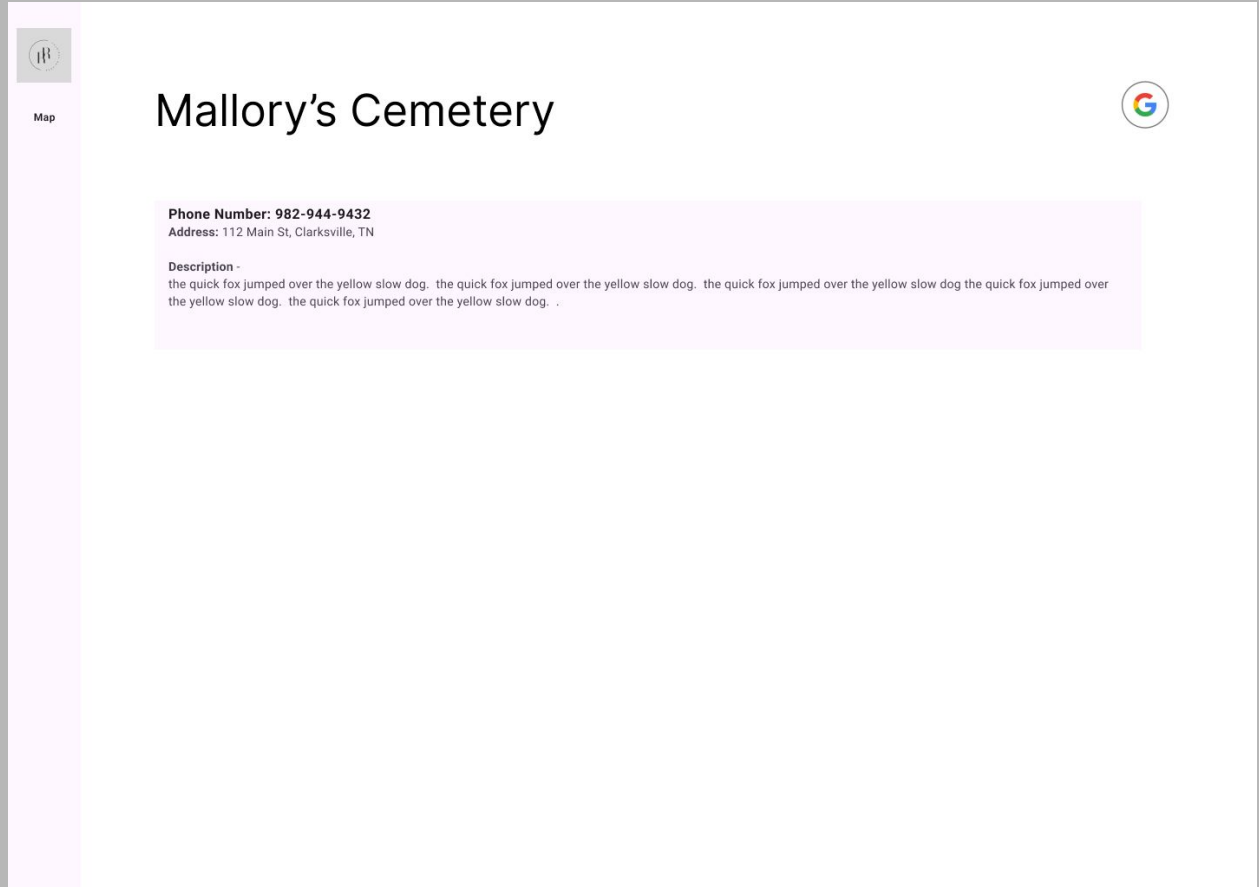 Map
Mallory’s Cemetery
G
Phone Number: 982-944-9432
Address: 112 Main St, Clarksville, TN
Description -
the quick fox jumped over the yellow slow dog.  the quick fox jumped over the yellow slow dog.  the quick fox jumped over the yellow slow dog the quick fox jumped over
the yellow slow dog.  the quick fox jumped over the yellow slow dog.  .